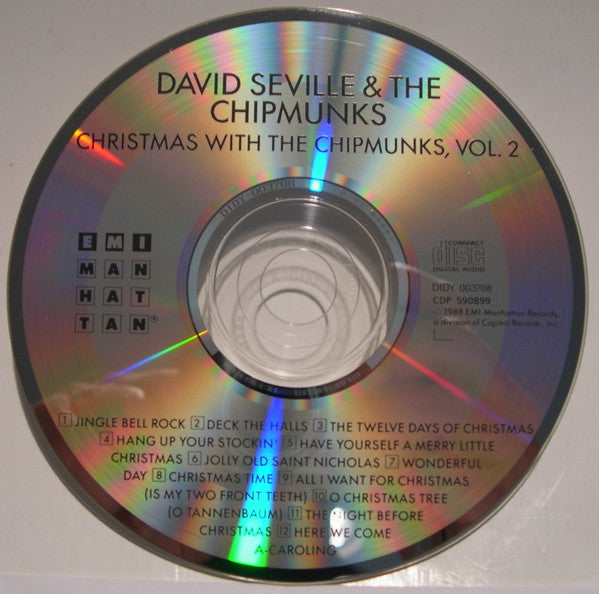 DAVID SEVILLE & THE
CHIPMUNKS
CHRISTMAS WITH THE CHIPMUNKS, VOL. 2
DIDY 003708
EMI
MAN
HAT
TAN®
COMPACT
disc
DIGITAL AUDIO
DIDY 003708
CDP 590899
℗ 1988 EMI-Manhattan Records,
a division of Capitol Records, Inc.
1 JINGLE BELL ROCK 2 DECK THE HALLS 3 THE TWELVE DAYS OF CHRISTMAS
4 HANG UP YOUR STOCKIN' 5 HAVE YOURSELF A MERRY LITTLE
CHRISTMAS 6 JOLLY OLD SAINT NICHOLAS 7 WONDERFUL
DAY 8 CHRISTMAS TIME 9 ALL I WANT FOR CHRISTMAS
(IS MY TWO FRONT TEETH) 10 O CHRISTMAS TREE
(O TANNENBAUM) 11 THE NIGHT BEFORE
CHRISTMAS 12 HERE WE COME
A-CAROLING